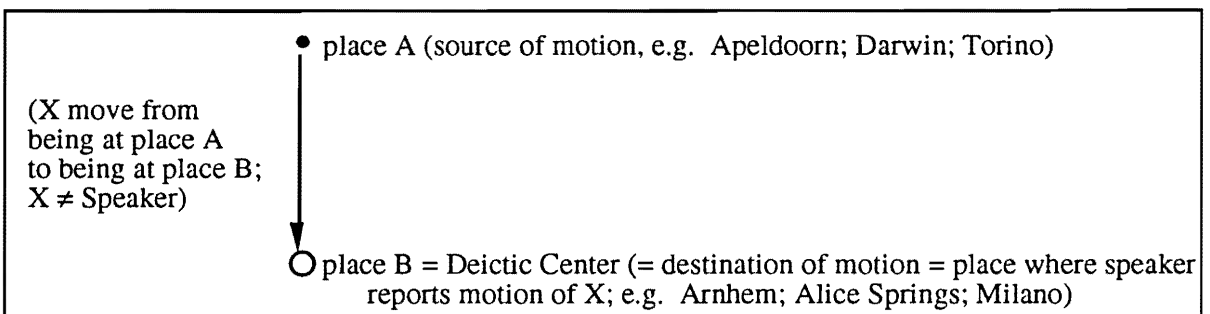 place A (source of motion, e.g. Apeldoorn; Darwin; Torino)
(X move from
being at place A
to being at place B;
X ≠ Speaker)
place B = Deictic Center (= destination of motion = place where speaker
reports motion of X; e.g. Arnhem; Alice Springs; Milano)